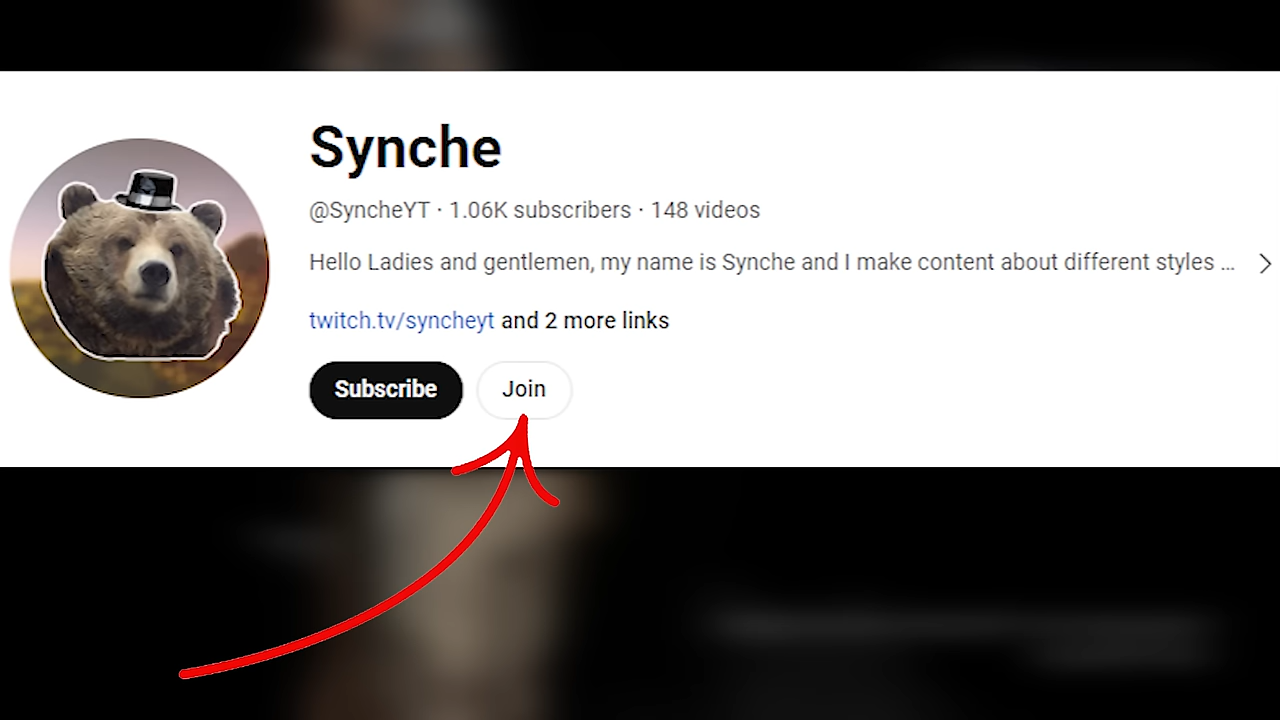 Synche
@SyncheYT · 1.06K subscribers · 148 videos
Hello Ladies and gentlemen, my name is Synche and I make content about different styles ...
twitch.tv/syncheyt and 2 more links
Subscribe Join